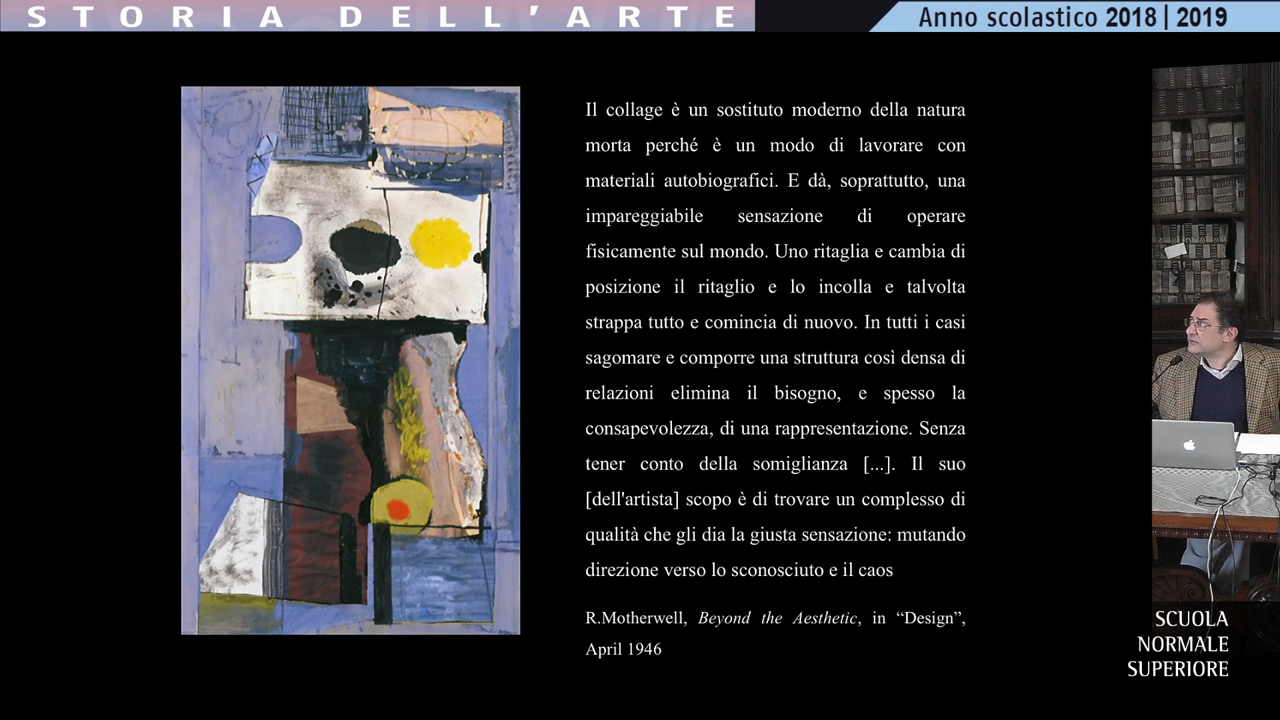 STORIA DELL'ARTE
Anno scolastico 2018 | 2019
Il collage è un sostituto moderno della natura
morta perché è un modo di lavorare con
materiali autobiografici. E dà, soprattutto, una
impareggiabile sensazione di operare
fisicamente sul mondo. Uno ritaglia e cambia di
posizione il ritaglio e lo incolla e talvolta
strappa tutto e comincia di nuovo. In tutti i casi
sagomare e comporre una struttura così densa di
relazioni elimina il bisogno, e spesso la
consapevolezza, di una rappresentazione. Senza
tener conto della somiglianza [...]. Il suo
[dell'artista] scopo è di trovare un complesso di
qualità che gli dia la giusta sensazione: mutando
direzione verso lo sconosciuto e il caos
R.Motherwell, Beyond the Aesthetic, in “Design”,
April 1946
SCUOLA
NORMALE
SUPERIORE